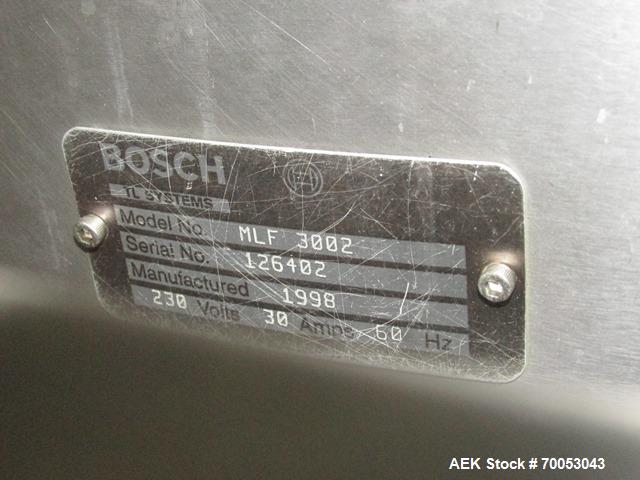 BOSCH
TL SYSTEMS
Model No. MLF 3002
Serial No. 126402
Manufactured 1998
230 Volts 30 Amps 60 Hz
AEK Stock # 70053043